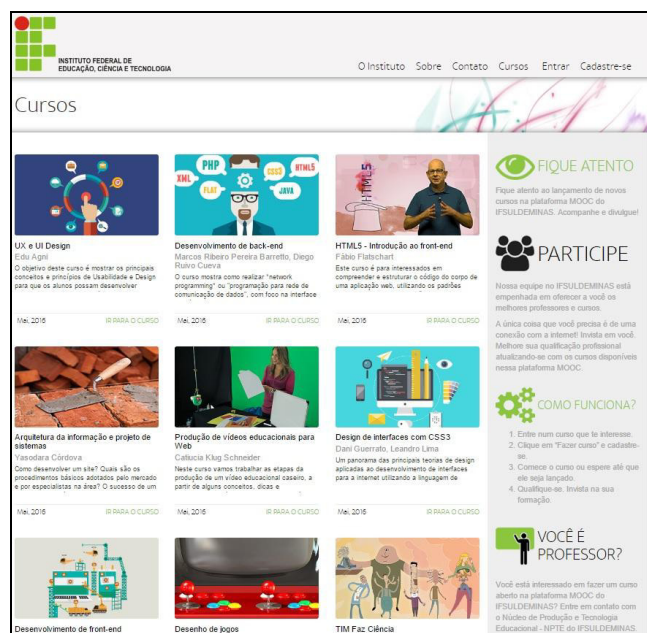 INSTITUTO FEDERAL DE
EDUCAÇÃO, CIÊNCIA E TECNOLOGIA
O Instituto Sobre Contato Cursos Entrar Cadastre-se
Cursos
UX e UI Design
Edu Agni
O objetivo deste curso é mostrar os principais
conceitos e princípios de Usabilidade e Design
para que os alunos possam desenvolver
Mai, 2016 IR PARA O CURSO
PHP
XML
CSS3
HTML5
FLAT
JAVA
Desenvolvimento de back-end
Marcos Ribeiro Pereira Barretto, Diego
Ruivo Cueva
O curso mostra como realizar "network
programming" ou "programação para rede de
comunicação de dados", com foco na interface
Mai, 2016 IR PARA O CURSO
HTML5
HTML5 - Introdução ao front-end
Fábio Flatschart
Este curso é para interessados em
compreender e estruturar o código do corpo de
uma aplicação web, utilizando os padrões
Mai, 2016 IR PARA O CURSO
Arquitetura da informação e projeto de
sistemas
Yasodara Córdova
Como desenvolver um site? Quais são os
procedimentos básicos adotados pelo mercado
e por especialistas na área? O sucesso de um
Mai, 2016 IR PARA O CURSO
Produção de vídeos educacionais para
Web
Catiucia Klug Schneider
Neste curso vamos trabalhar as etapas da
produção de um vídeo educacional caseiro, a
partir de alguns conceitos, dicas e
Mai, 2016 IR PARA O CURSO
Design de interfaces com CSS3
Dani Guerrato, Leandro Lima
Um panorama das principais teorias de design
aplicadas ao desenvolvimento de interfaces
para a internet utilizando a linguagem de
Mai, 2016 IR PARA O CURSO
Desenvolvimento de front-end
Desenho de jogos
TIM Faz Ciência
FIQUE ATENTO
Fique atento ao lançamento de novos
cursos na plataforma MOOC do
IFSULDEMINAS. Acompanhe e divulgue!
PARTICIPE
Nossa equipe no IFSULDEMINAS está
empenhada em oferecer a você os
melhores professores e cursos.
A única coisa que você precisa é de uma
conexão com a internet! Invista em você.
Melhore sua qualificação profissional
atualizando-se com os cursos disponíveis
nessa plataforma MOOC.
COMO FUNCIONA?
1. Entre num curso que te interesse.
2. Clique em "Fazer curso" e cadastre-
se.
3. Comece o curso ou espere até que
ele seja lançado.
4. Qualifique-se. Invista na sua
formação.
VOCÊ É
PROFESSOR?
Você está interessado em fazer um curso
aberto na plataforma MOOC do
IFSULDEMINAS? Entre em contato com
o Núcleo de Produção e Tecnologia
Educacional - NPTE do IFSULDEMINAS